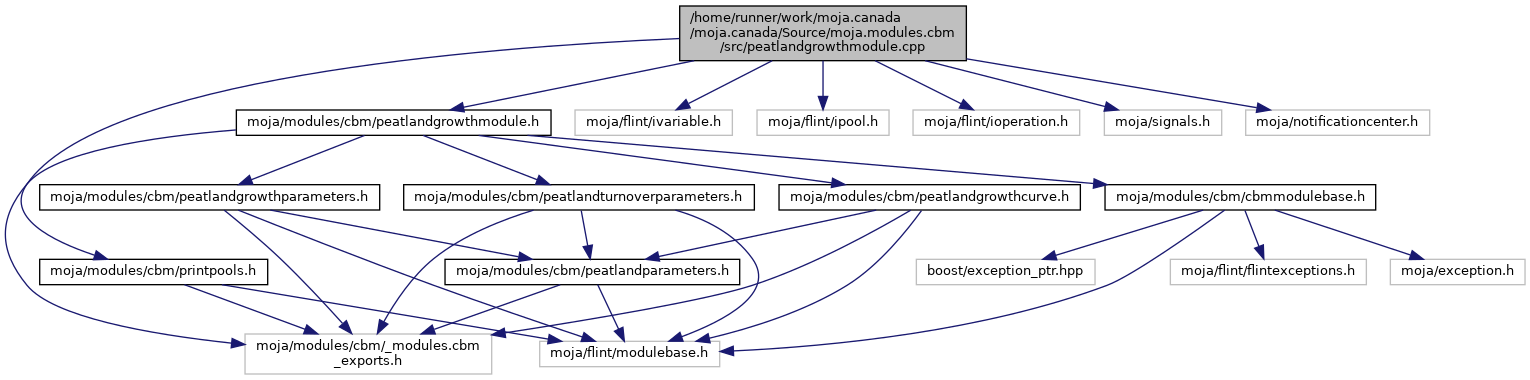 /home/runner/work/moja.canada
/moja.canada/Source/moja.modules.cbm
/src/peatlandgrowthmodule.cpp
moja/modules/cbm/peatlandgrowthmodule.h
moja/flint/ivariable.h
moja/flint/ipool.h
moja/flint/ioperation.h
moja/signals.h
moja/notificationcenter.h
moja/modules/cbm/peatlandgrowthparameters.h
moja/modules/cbm/peatlandturnoverparameters.h
moja/modules/cbm/peatlandgrowthcurve.h
moja/modules/cbm/cbmmodulebase.h
moja/modules/cbm/printpools.h
moja/modules/cbm/peatlandparameters.h
boost/exception_ptr.hpp
moja/flint/flintexceptions.h
moja/exception.h
moja/modules/cbm/_modules.cbm
_exports.h
moja/flint/modulebase.h